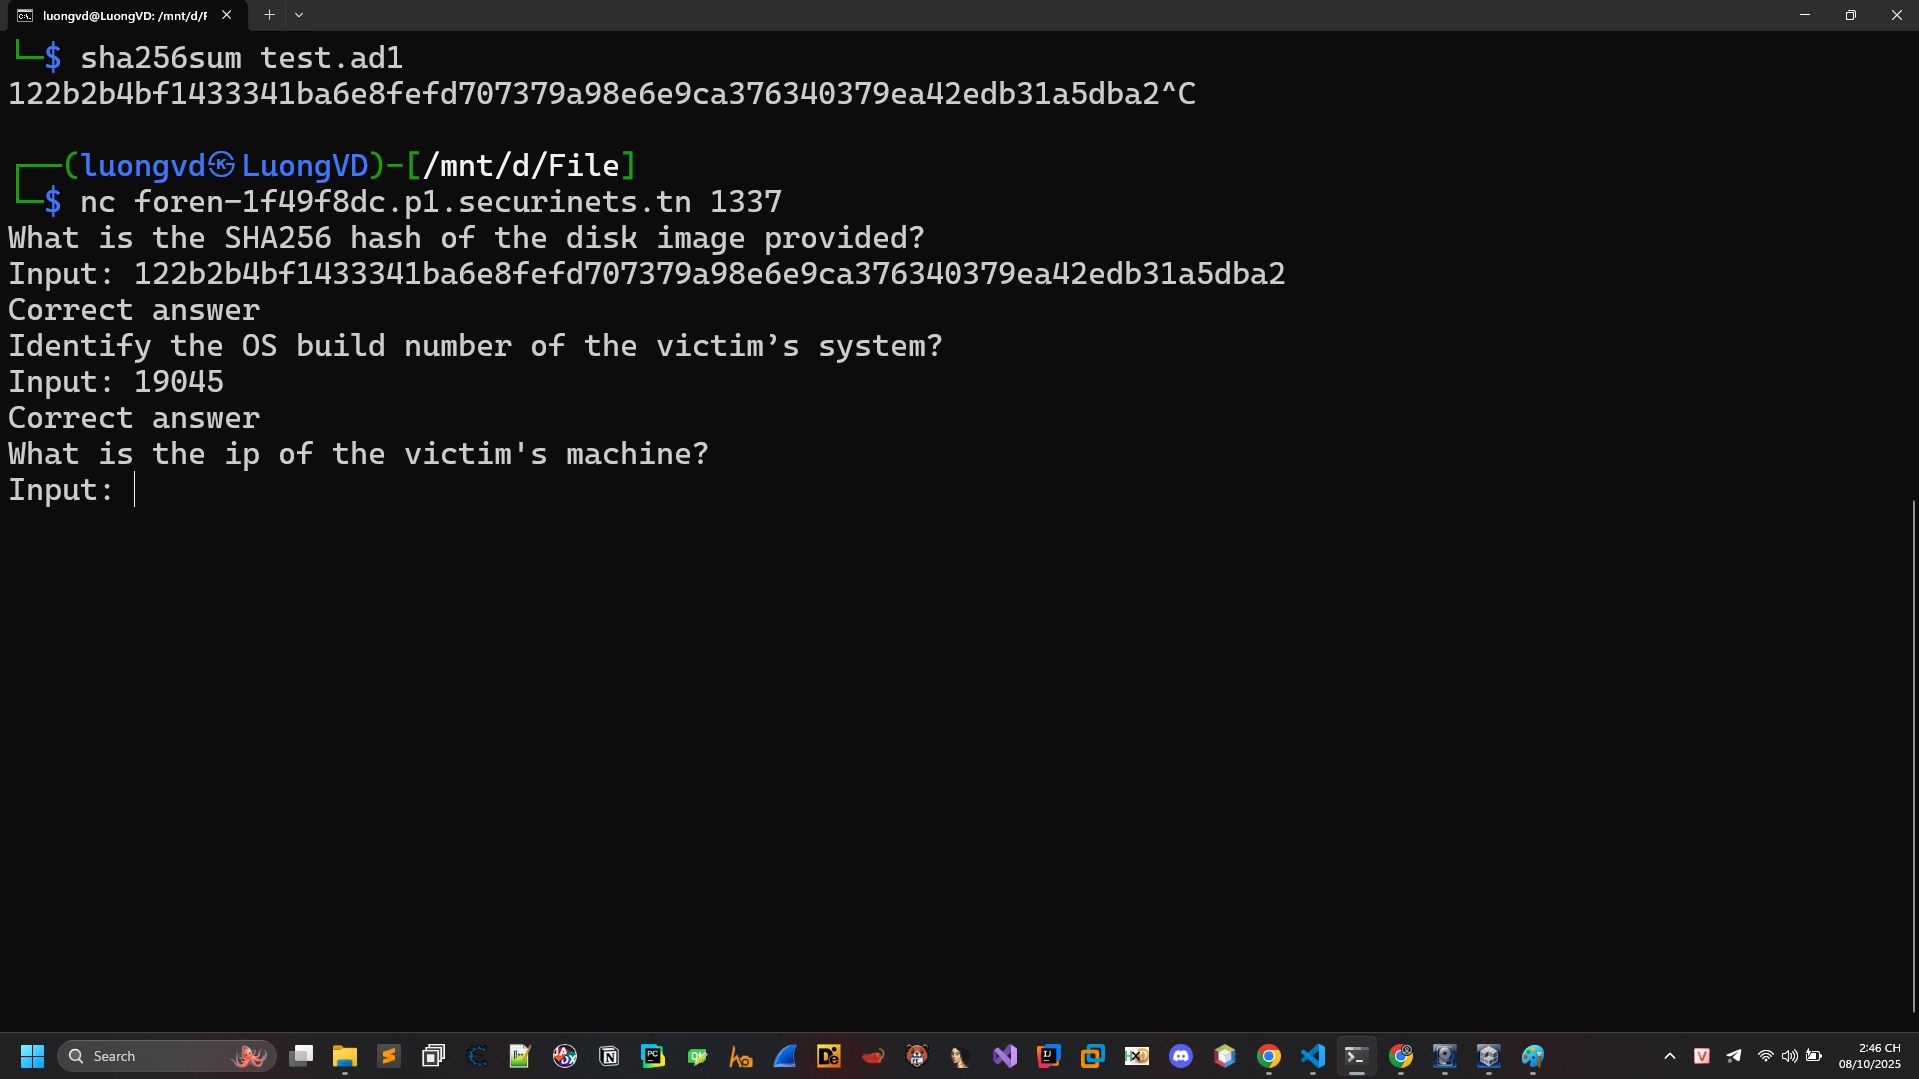 luongvd@LuongVD: /mnt/d/F
$ sha256sum test.ad1
122b2b4bf1433341ba6e8fefd707379a98e6e9ca376340379ea42edb31a5dba2^C
(luongvd㉿LuongVD)-[/mnt/d/File]
$ nc foren-1f49f8dc.p1.securinets.tn 1337
What is the SHA256 hash of the disk image provided?
Input: 122b2b4bf1433341ba6e8fefd707379a98e6e9ca376340379ea42edb31a5dba2
Correct answer
Identify the OS build number of the victim’s system?
Input: 19045
Correct answer
What is the ip of the victim's machine?
Input:
Search
2:46 CH
08/10/2025